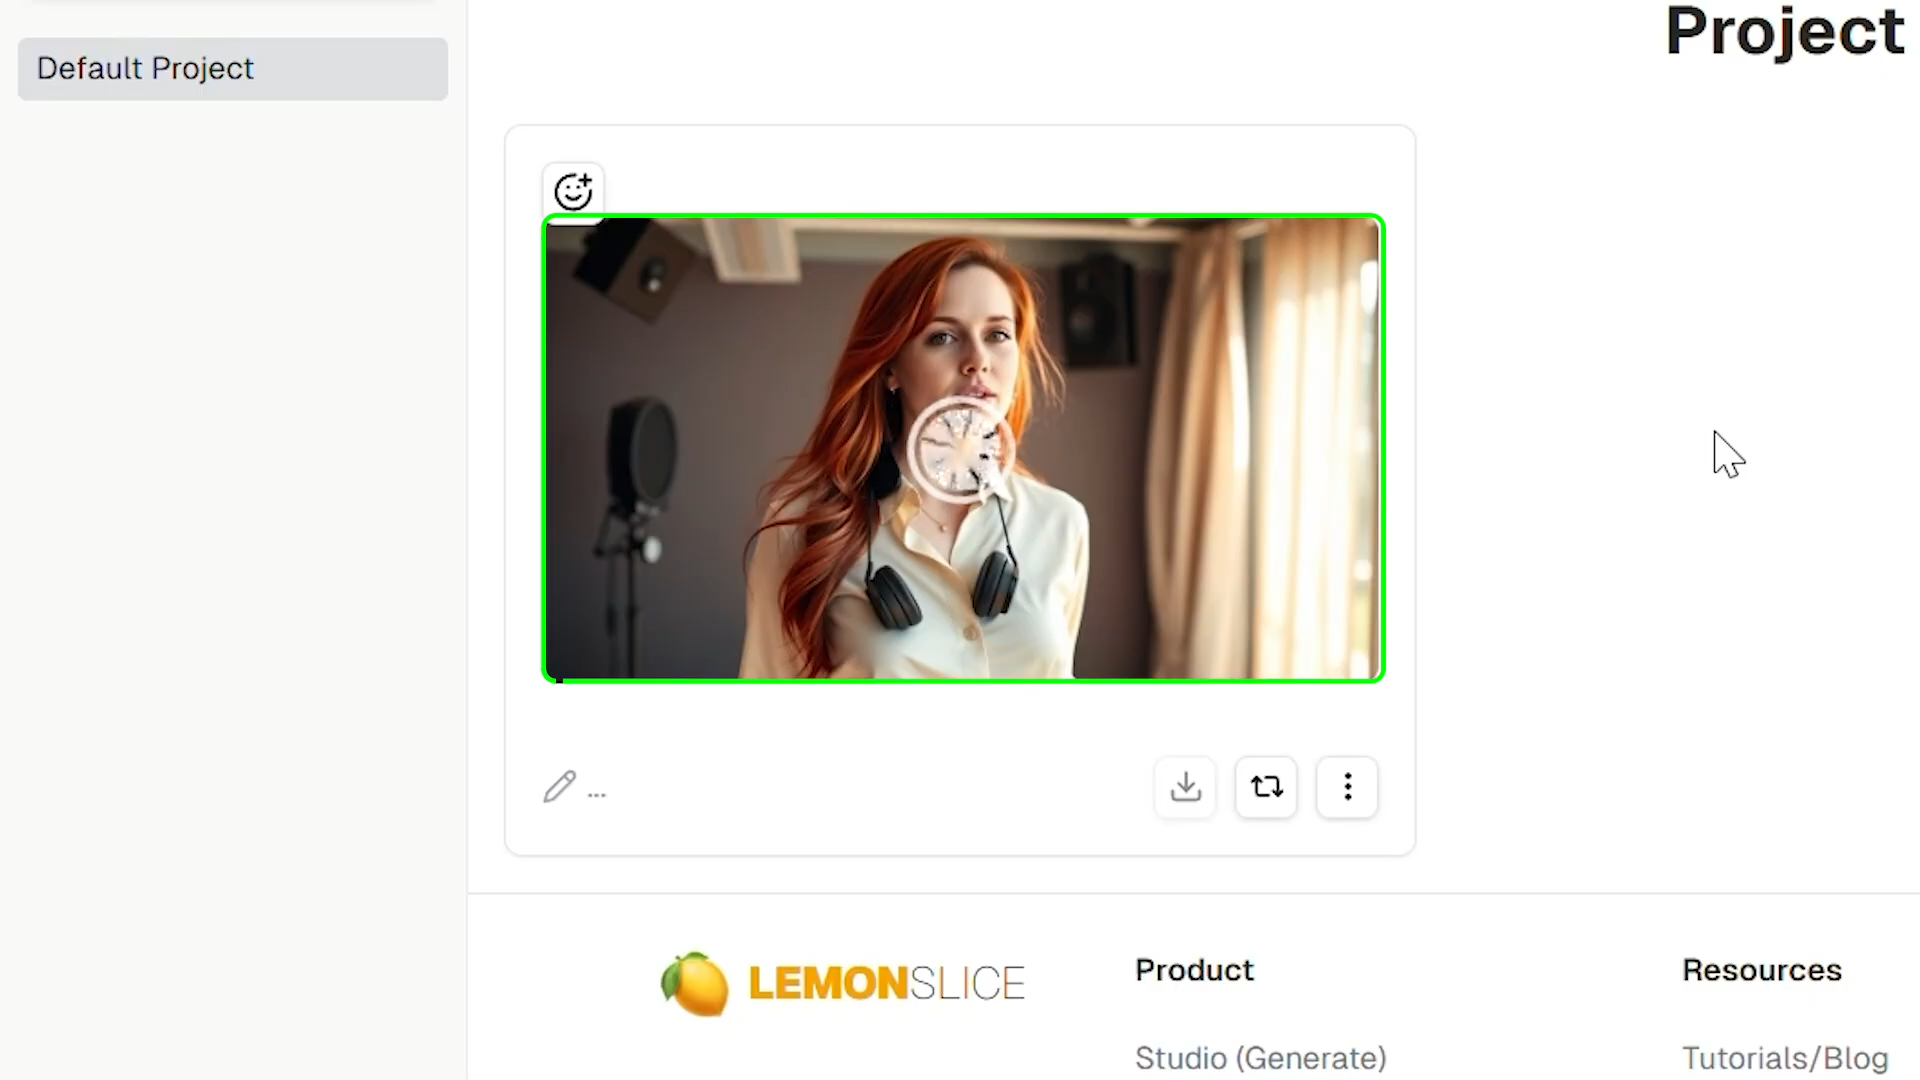 Project
Default Project
...
LEMONSLICE
Product
Resources
Studio (Generate)
Tutorials/Blog